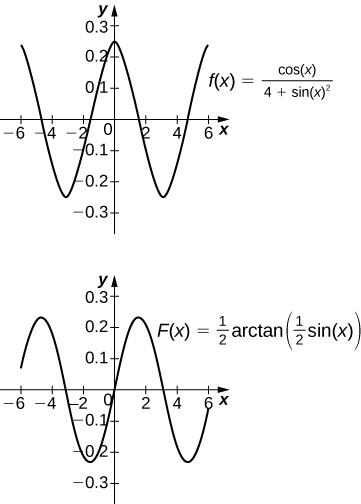 y
0.3
0.2
0.1
f(x) = cos(x) / (4 + sin(x)²)
−6 −4 −2 0 2 4 6 x
−0.1
−0.2
−0.3
y
0.3
0.2
0.1
F(x) = 1/2 arctan(1/2 sin(x))
−6 −4 −2 0 2 4 6 x
−0.1
−0.2
−0.3